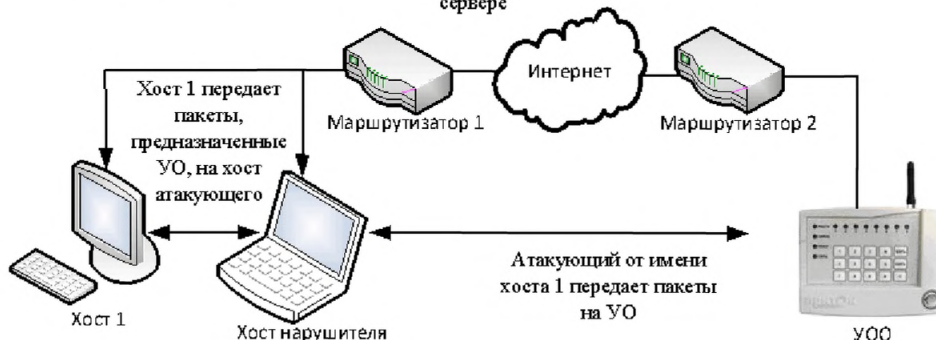 сервере
Интернет
Маршрутизатор 1
Маршрутизатор 2
Хост 1 передает
пакеты,
предназначенные
УО, на хост
атакующего
Атакующий от имени
хоста 1 передает пакеты
на УО
Хост 1
Хост нарушителя
УОО